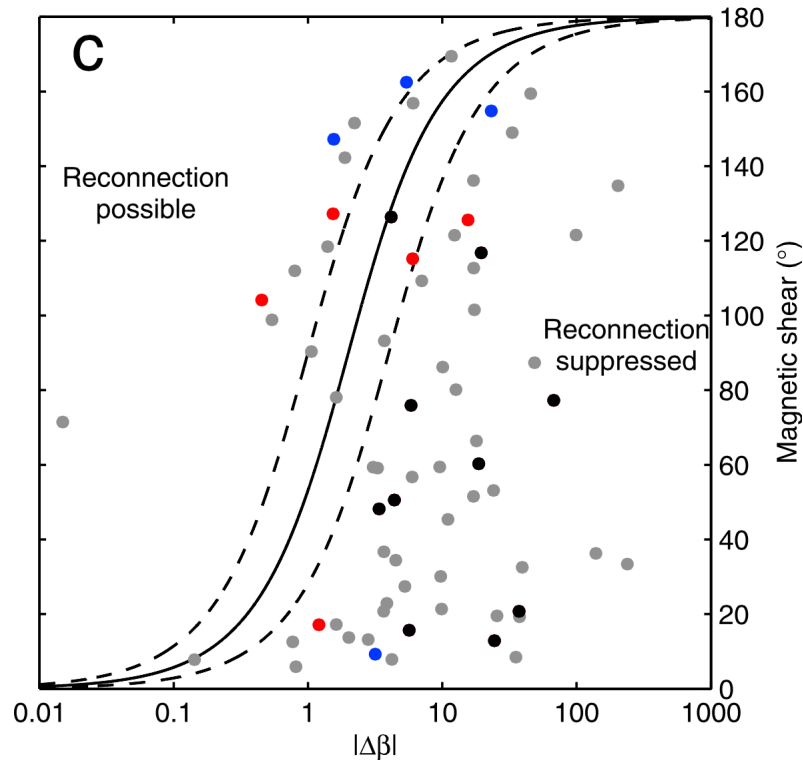 C
Reconnection
possible
Reconnection
suppressed
180
160
140
120
100
80
60
40
20
0
Magnetic shear (°)
0.01 0.1 1 10 100 1000
|Δβ|